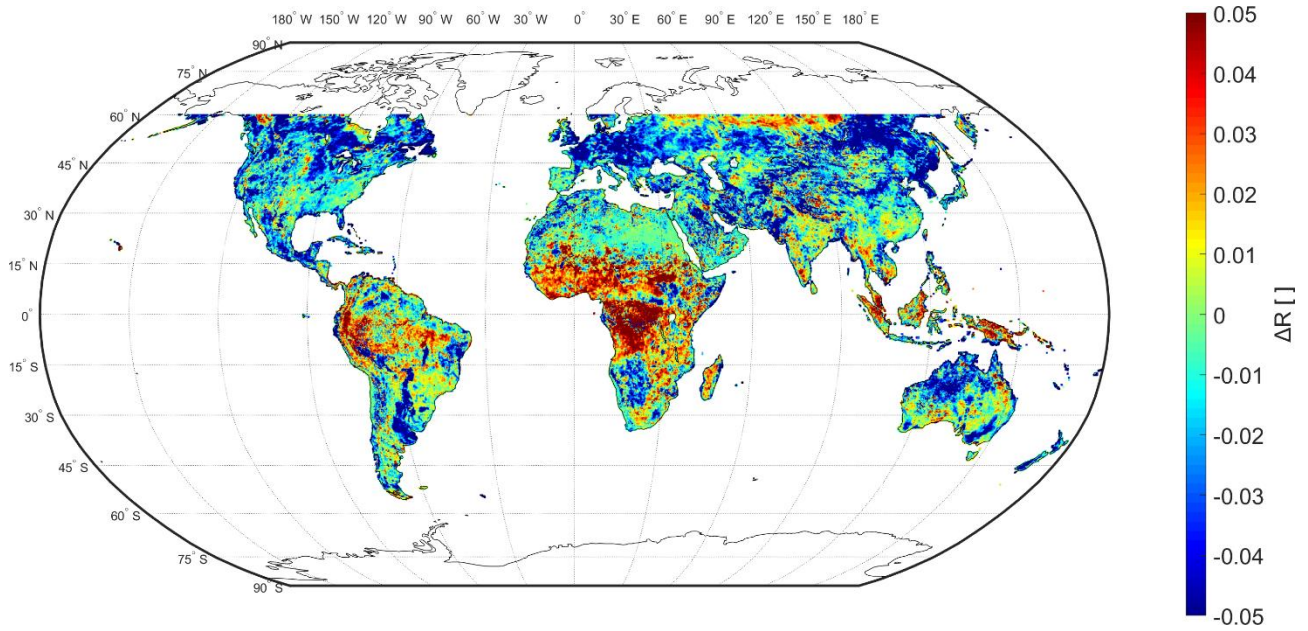 180° W 150° W 120° W 90° W 60° W 30° W 0° 30° E 60° E 90° E 120° E 150° E 180° E
90° N
75° N
60° N
45° N
30° N
15° N
0°
15° S
30° S
45° S
60° S
75° S
90° S
0.05
0.04
0.03
0.02
0.01
0
-0.01
-0.02
-0.03
-0.04
-0.05
ΔR [ ]